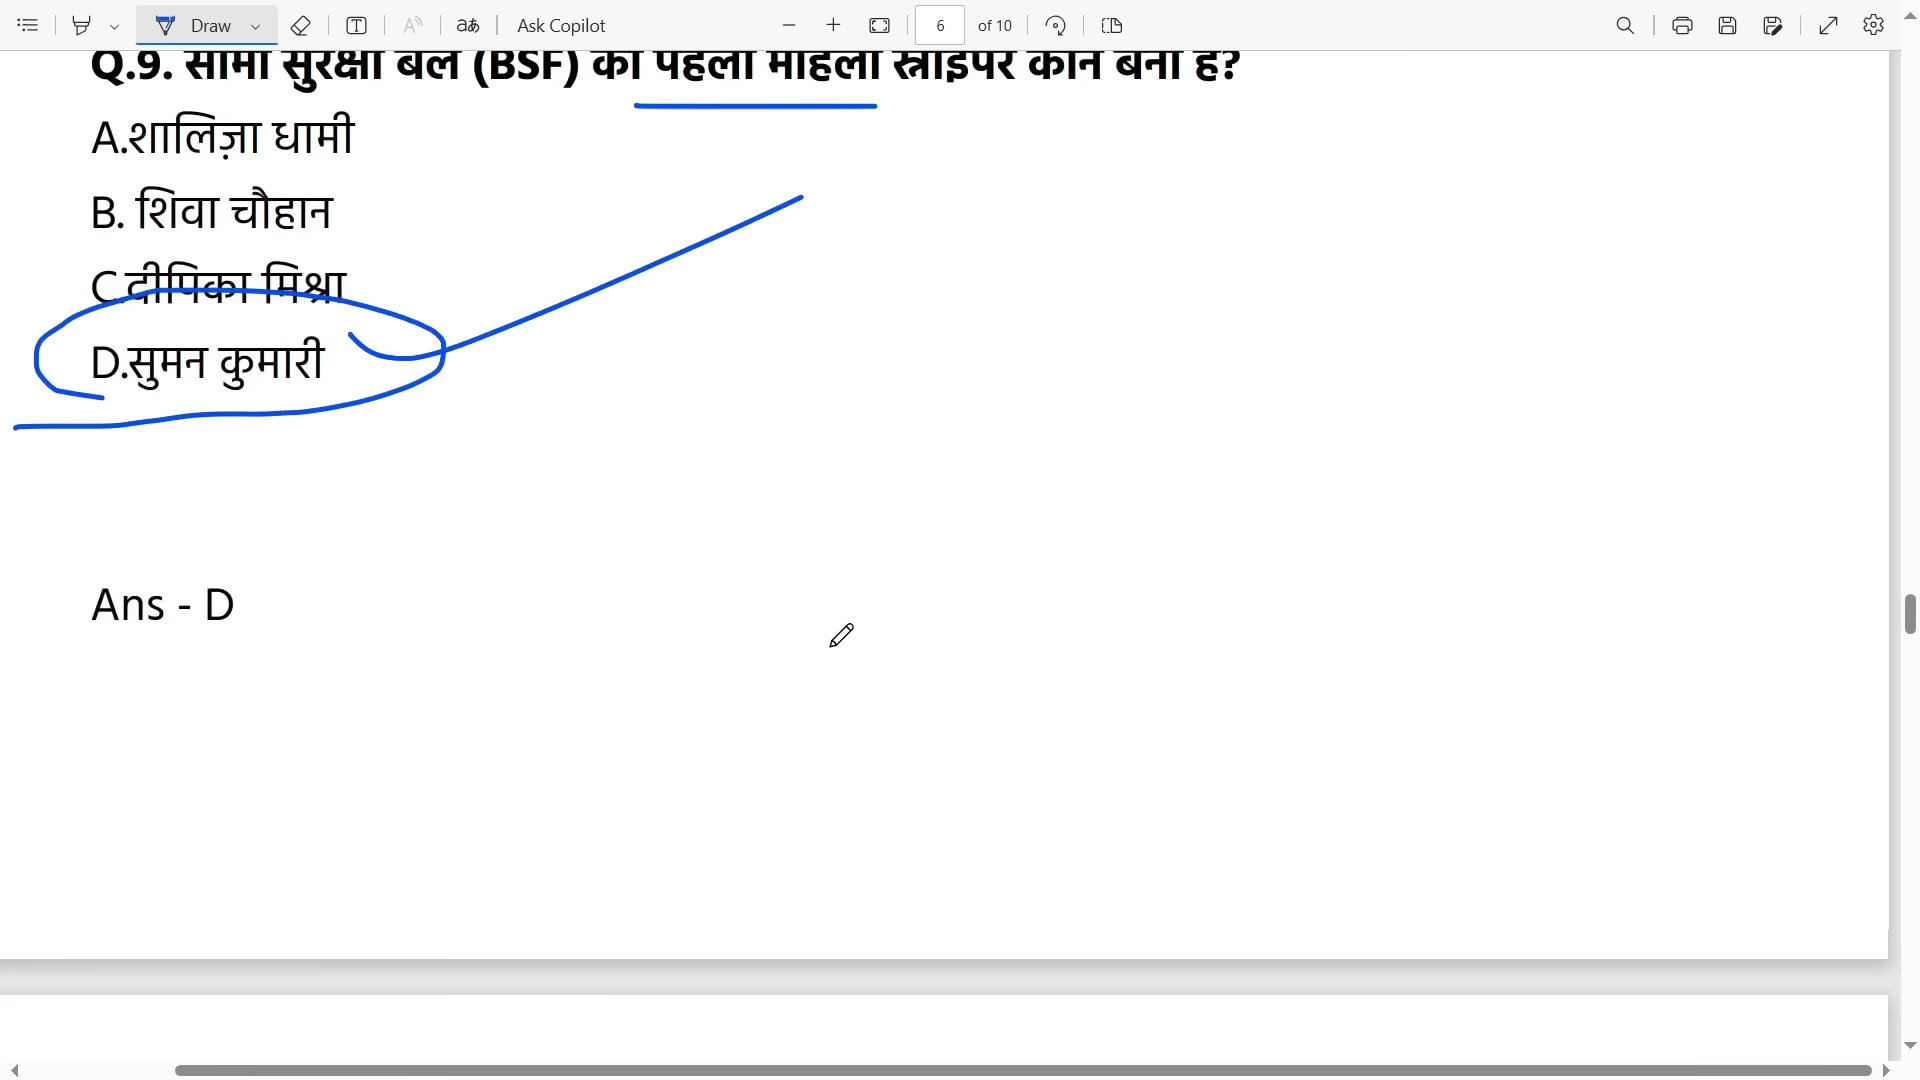 Draw
Ask Copilot
6 of 10
Q.9. सीमा सुरक्षा बल (BSF) की पहली महिला स्नाइपर कौन बनी है?
A.शालिज़ा धामी
B. शिवा चौहान
C.दीपिका मिश्रा
D.सुमन कुमारी
Ans - D